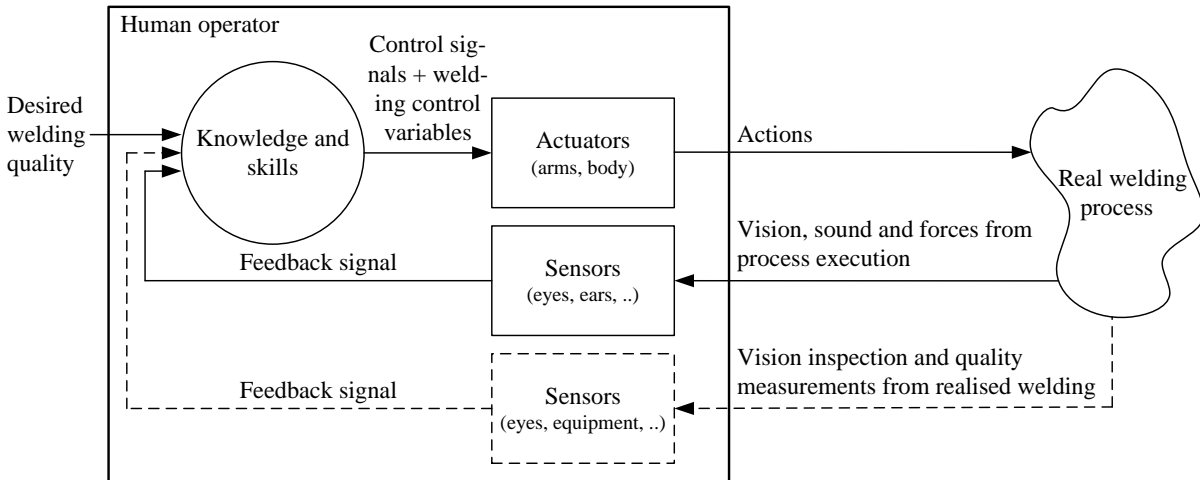 Human operator
Control sig-
nals + weld-
ing control
variables
Desired
welding
quality
Knowledge and
skills
Actuators
(arms, body)
Actions
Real welding
process
Vision, sound and forces from
process execution
Feedback signal
Sensors
(eyes, ears, ..)
Vision inspection and quality
measurements from realised welding
Feedback signal
Sensors
(eyes, equipment, ..)